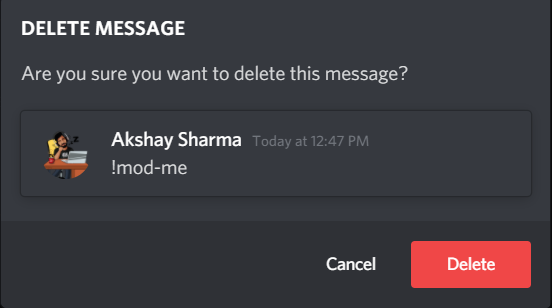 DELETE MESSAGE
Are you sure you want to delete this message?
Akshay Sharma Today at 12:47 PM
!mod-me
Cancel Delete